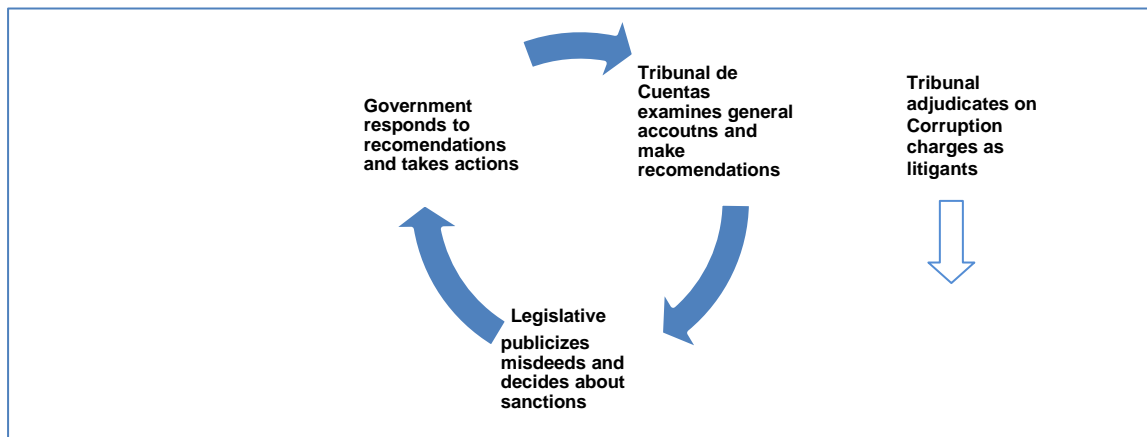 Government
responds to
recomendations
and takes actions
Tribunal de
Cuentas
examines general
accoutns and
make
recomendations
Tribunal
adjudicates on
Corruption
charges as
litigants
Legislative
publicizes
misdeeds and
decides about
sanctions